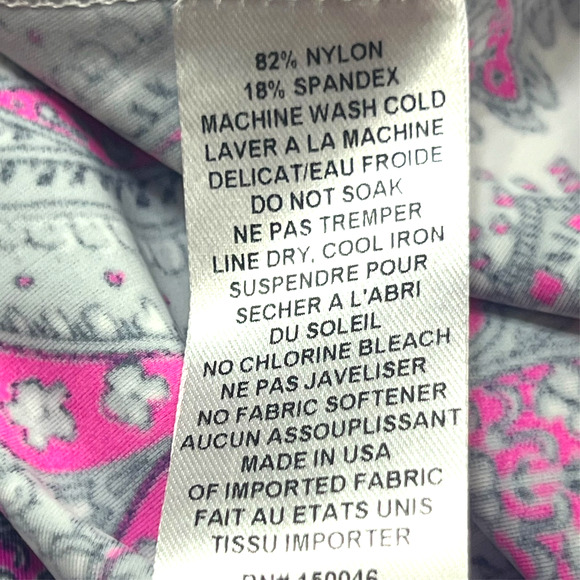 82% NYLON
18% SPANDEX
MACHINE WASH COLD
LAVER A LA MACHINE
DELICAT/EAU FROIDE
DO NOT SOAK
NE PAS TREMPER
LINE DRY, COOL IRON
SUSPENDRE POUR
SECHER A L'ABRI
DU SOLEIL
NO CHLORINE BLEACH
NE PAS JAVELISER
NO FABRIC SOFTENER
AUCUN ASSOUPLISSANT
MADE IN USA
OF IMPORTED FABRIC
FAIT AU ETATS UNIS
TISSU IMPORTER
RN# 150046